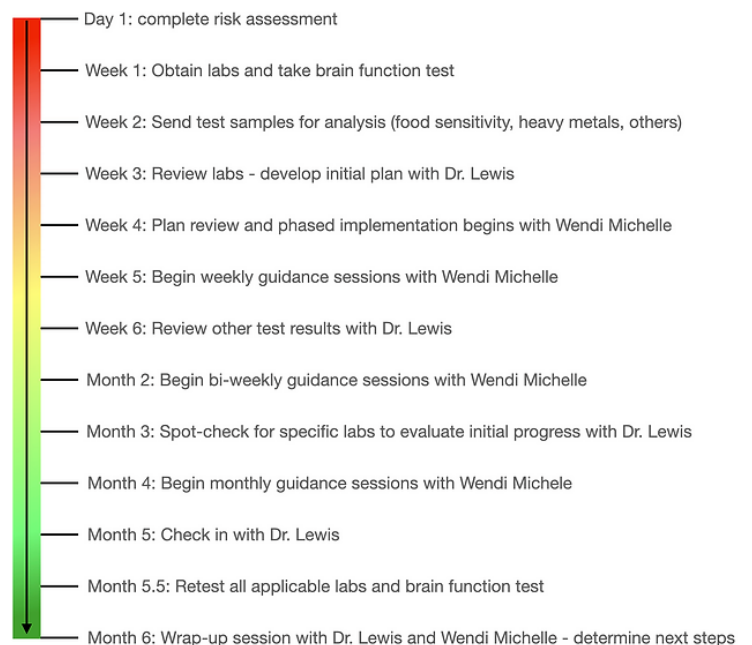 Day 1: complete risk assessment
Week 1: Obtain labs and take brain function test
Week 2: Send test samples for analysis (food sensitivity, heavy metals, others)
Week 3: Review labs - develop initial plan with Dr. Lewis
Week 4: Plan review and phased implementation begins with Wendi Michelle
Week 5: Begin weekly guidance sessions with Wendi Michelle
Week 6: Review other test results with Dr. Lewis
Month 2: Begin bi-weekly guidance sessions with Wendi Michelle
Month 3: Spot-check for specific labs to evaluate initial progress with Dr. Lewis
Month 4: Begin monthly guidance sessions with Wendi Michele
Month 5: Check in with Dr. Lewis
Month 5.5: Retest all applicable labs and brain function test
Month 6: Wrap-up session with Dr. Lewis and Wendi Michelle - determine next steps